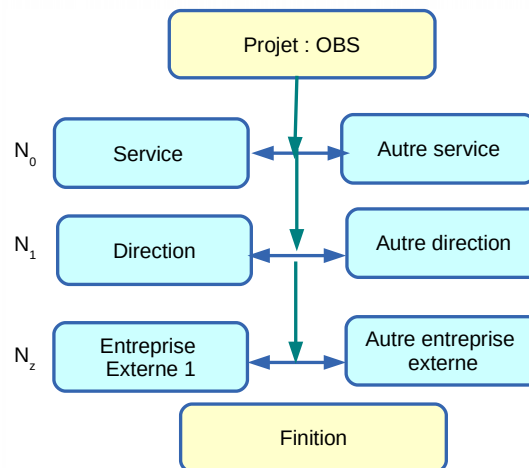 Projet : OBS
N0
Service
Autre service
N1
Direction
Autre direction
Nz
Entreprise
Externe 1
Autre entreprise
externe
Finition